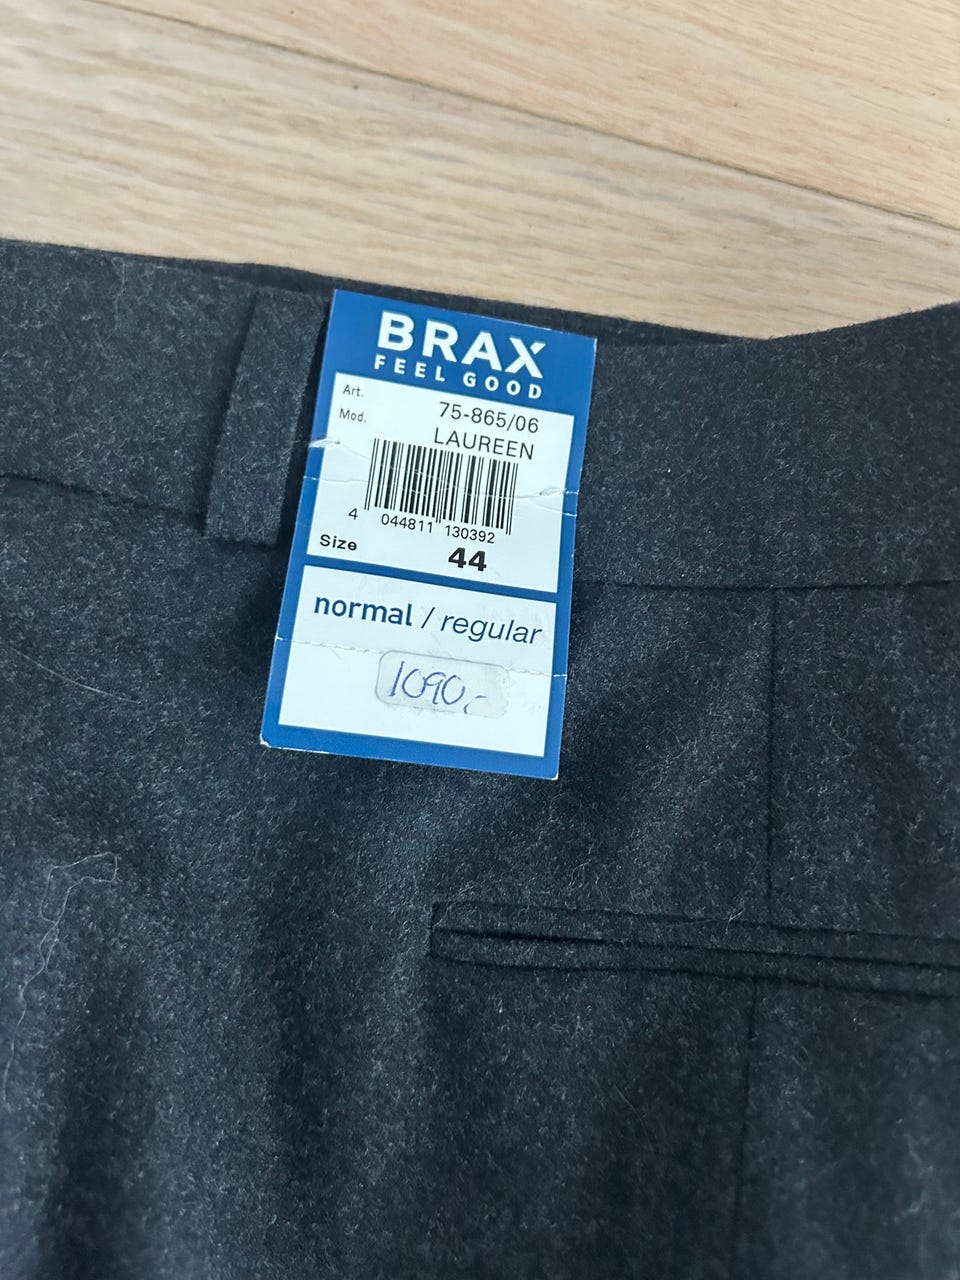 BRAX
FEEL GOOD
Art. 75-865/06
Mod. LAUREEN
4 044811 130392
Size 44
normal / regular
1090,-